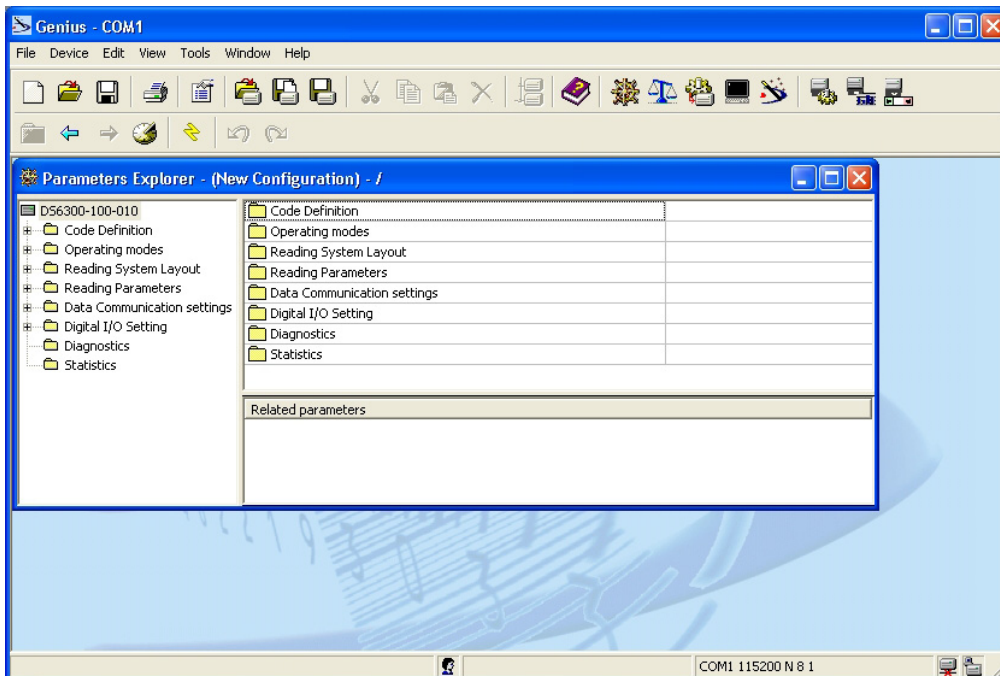 Genius - COM1
File Device Edit View Tools Window Help
Parameters Explorer - (New Configuration) - /
DS6300-100-010
Code Definition
Operating modes
Reading System Layout
Reading Parameters
Data Communication settings
Digital I/O Setting
Diagnostics
Statistics
Code Definition
Operating modes
Reading System Layout
Reading Parameters
Data Communication settings
Digital I/O Setting
Diagnostics
Statistics
Related parameters
COM1 115200 N 8 1